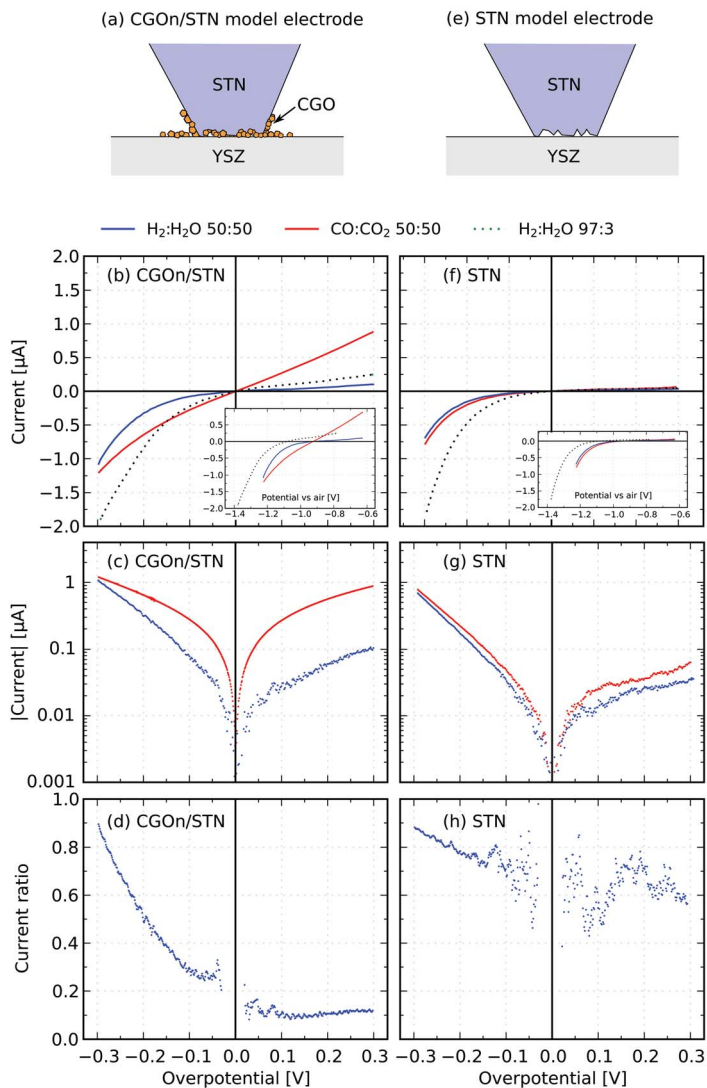 (a) CGOn/STN model electrode
(e) STN model electrode
STN
CGO
YSZ
STN
YSZ
H₂:H₂O 50:50
CO:CO₂ 50:50
H₂:H₂O 97:3
(b) CGOn/STN
2.0
1.5
1.0
0.5
0.0
−0.5
−1.0
−1.5
−2.0
Current [µA]
0.5
0.0
−0.5
−1.0
−1.5
−2.0
Potential vs air [V]
−1.4 −1.2 −1.0 −0.8 −0.6
(f) STN
0.5
0.0
−0.5
−1.0
−1.5
−2.0
Potential vs air [V]
−1.4 −1.2 −1.0 −0.8 −0.6
(c) CGOn/STN
1
0.1
0.01
0.001
|Current| [µA]
(g) STN
(d) CGOn/STN
1.0
0.8
0.6
0.4
0.2
0.0
Current ratio
−0.3 −0.2 −0.1 0.0 0.1 0.2 0.3
Overpotential [V]
(h) STN
−0.3 −0.2 −0.1 0.0 0.1 0.2 0.3
Overpotential [V]